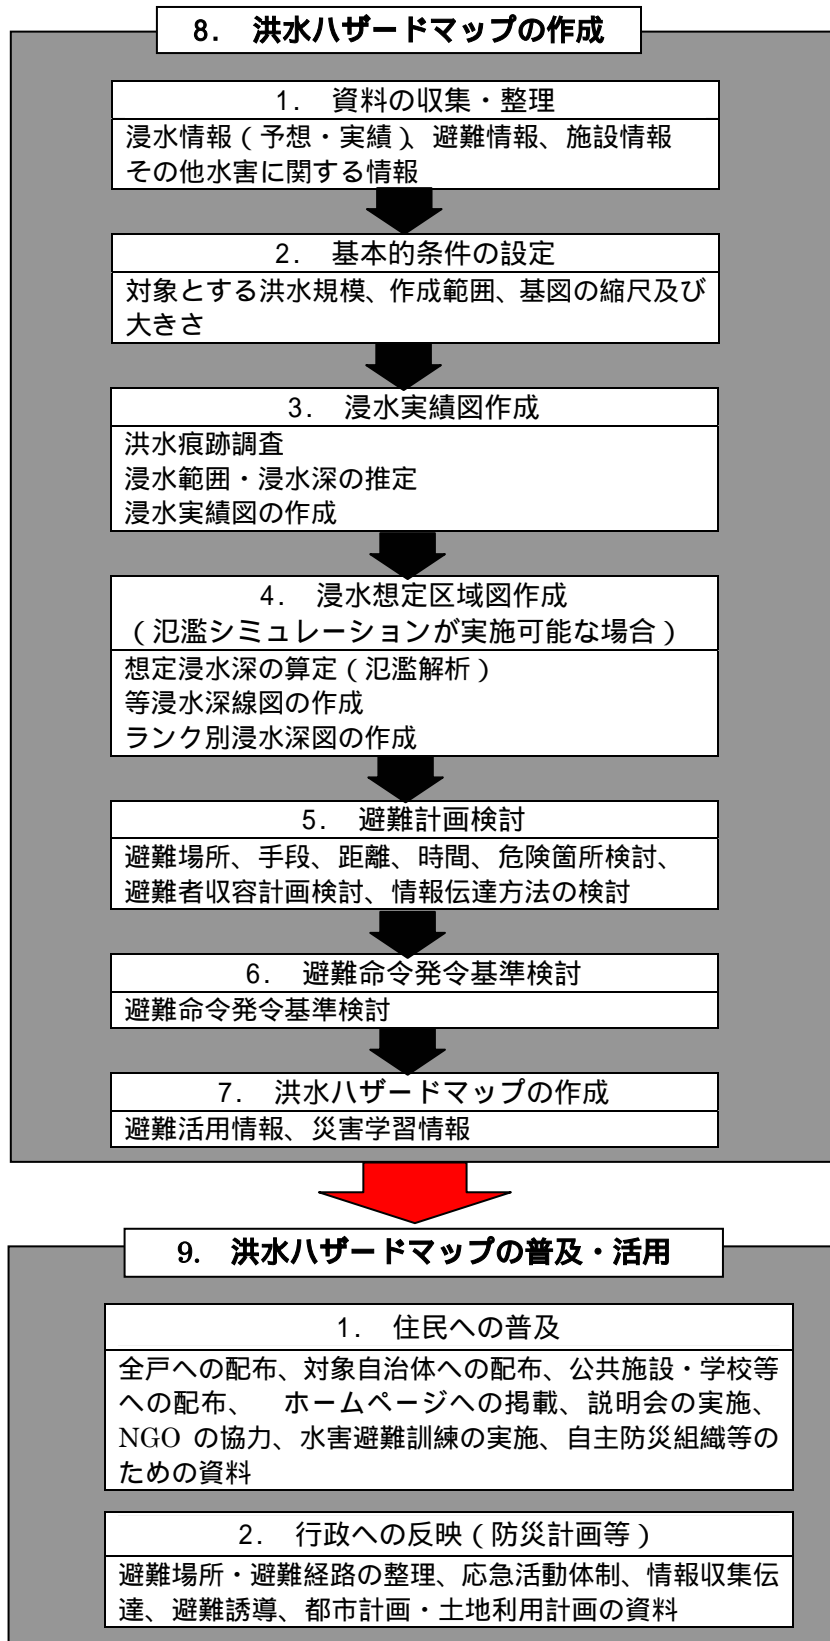 8. 洪水ハザードマップの作成
1. 資料の収集・整理
浸水情報（予想・実績）、避難情報、施設情報
その他水害に関する情報
2. 基本的条件の設定
対象とする洪水規模、作成範囲、基図の縮尺及び
大きさ
3. 浸水実績図作成
洪水痕跡調査
浸水範囲・浸水深の推定
浸水実績図の作成
4. 浸水想定区域図作成
（氾濫シミュレーションが実施可能な場合）
想定浸水深の算定（氾濫解析）
等浸水深線図の作成
ランク別浸水深図の作成
5. 避難計画検討
避難場所、手段、距離、時間、危険箇所検討、
避難者収容計画検討、情報伝達方法の検討
6. 避難命令発令基準検討
避難命令発令基準検討
7. 洪水ハザードマップの作成
避難活用情報、災害学習情報
9. 洪水ハザードマップの普及・活用
1. 住民への普及
全戸への配布、対象自治体への配布、公共施設・学校等
への配布、 ホームページへの掲載、説明会の実施、
NGO の協力、水害避難訓練の実施、自主防災組織等の
ための資料
2. 行政への反映（防災計画等）
避難場所・避難経路の整理、応急活動体制、情報収集伝
達、避難誘導、都市計画・土地利用計画の資料